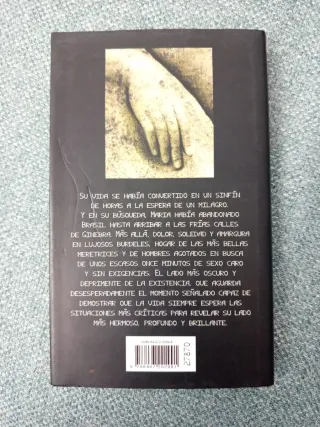 SU VIDA SE HABÍA CONVERTIDO EN UN SINFÍN
DE HORAS A LA ESPERA DE UN MILAGRO.
Y EN SU BÚSQUEDA, MARIA HABÍA ABANDONADO
BRASIL HASTA ARRIBAR A LAS FRÍAS CALLES
DE GINEBRA. MÁS ALLÁ, DOLOR, SOLEDAD Y AMARGURA
EN LUJOSOS BURDELES, HOGAR DE LAS MÁS BELLAS
MERETRICES Y DE HOMBRES AGOTADOS EN BUSCA
DE UNOS ESCASOS ONCE MINUTOS DE SEXO CARO
Y SIN EXIGENCIAS. EL LADO MÁS OSCURO Y
DEPRIMENTE DE LA EXISTENCIA, QUE AGUARDA
DESESPERADAMENTE EL MOMENTO SEÑALADO CAPAZ DE
DEMOSTRAR QUE LA VIDA SIEMPRE ESPERA LAS
SITUACIONES MÁS CRÍTICAS PARA REVELAR SU LADO
MÁS HERMOSO, PROFUNDO Y BRILLANTE.
27870